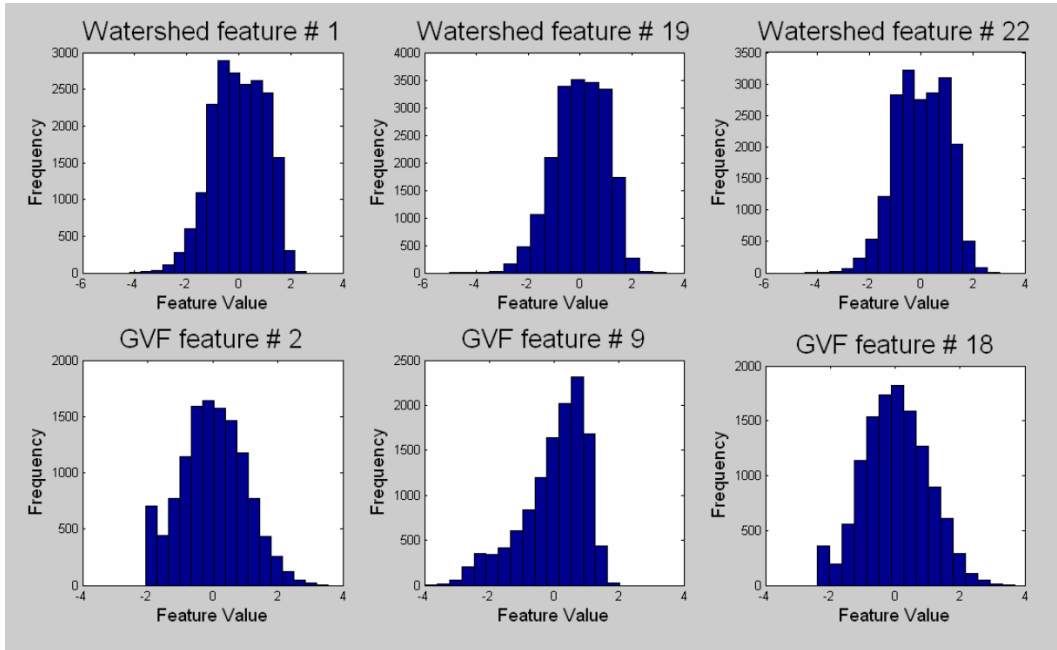 Watershed feature # 1
3000
2500
2000
1500
1000
500
0
-6 -4 -2 0 2 4
Frequency
Feature Value
Watershed feature # 19
4000
3500
3000
2500
2000
1500
1000
500
0
-6 -4 -2 0 2 4
Frequency
Feature Value
Watershed feature # 22
3500
3000
2500
2000
1500
1000
500
0
-6 -4 -2 0 2 4
Frequency
Feature Value
GVF feature # 2
2000
1500
1000
500
0
-4 -2 0 2 4
Frequency
Feature Value
GVF feature # 9
2500
2000
1500
1000
500
0
-4 -2 0 2 4
Frequency
Feature Value
GVF feature # 18
2000
1500
1000
500
0
-4 -2 0 2 4
Frequency
Feature Value